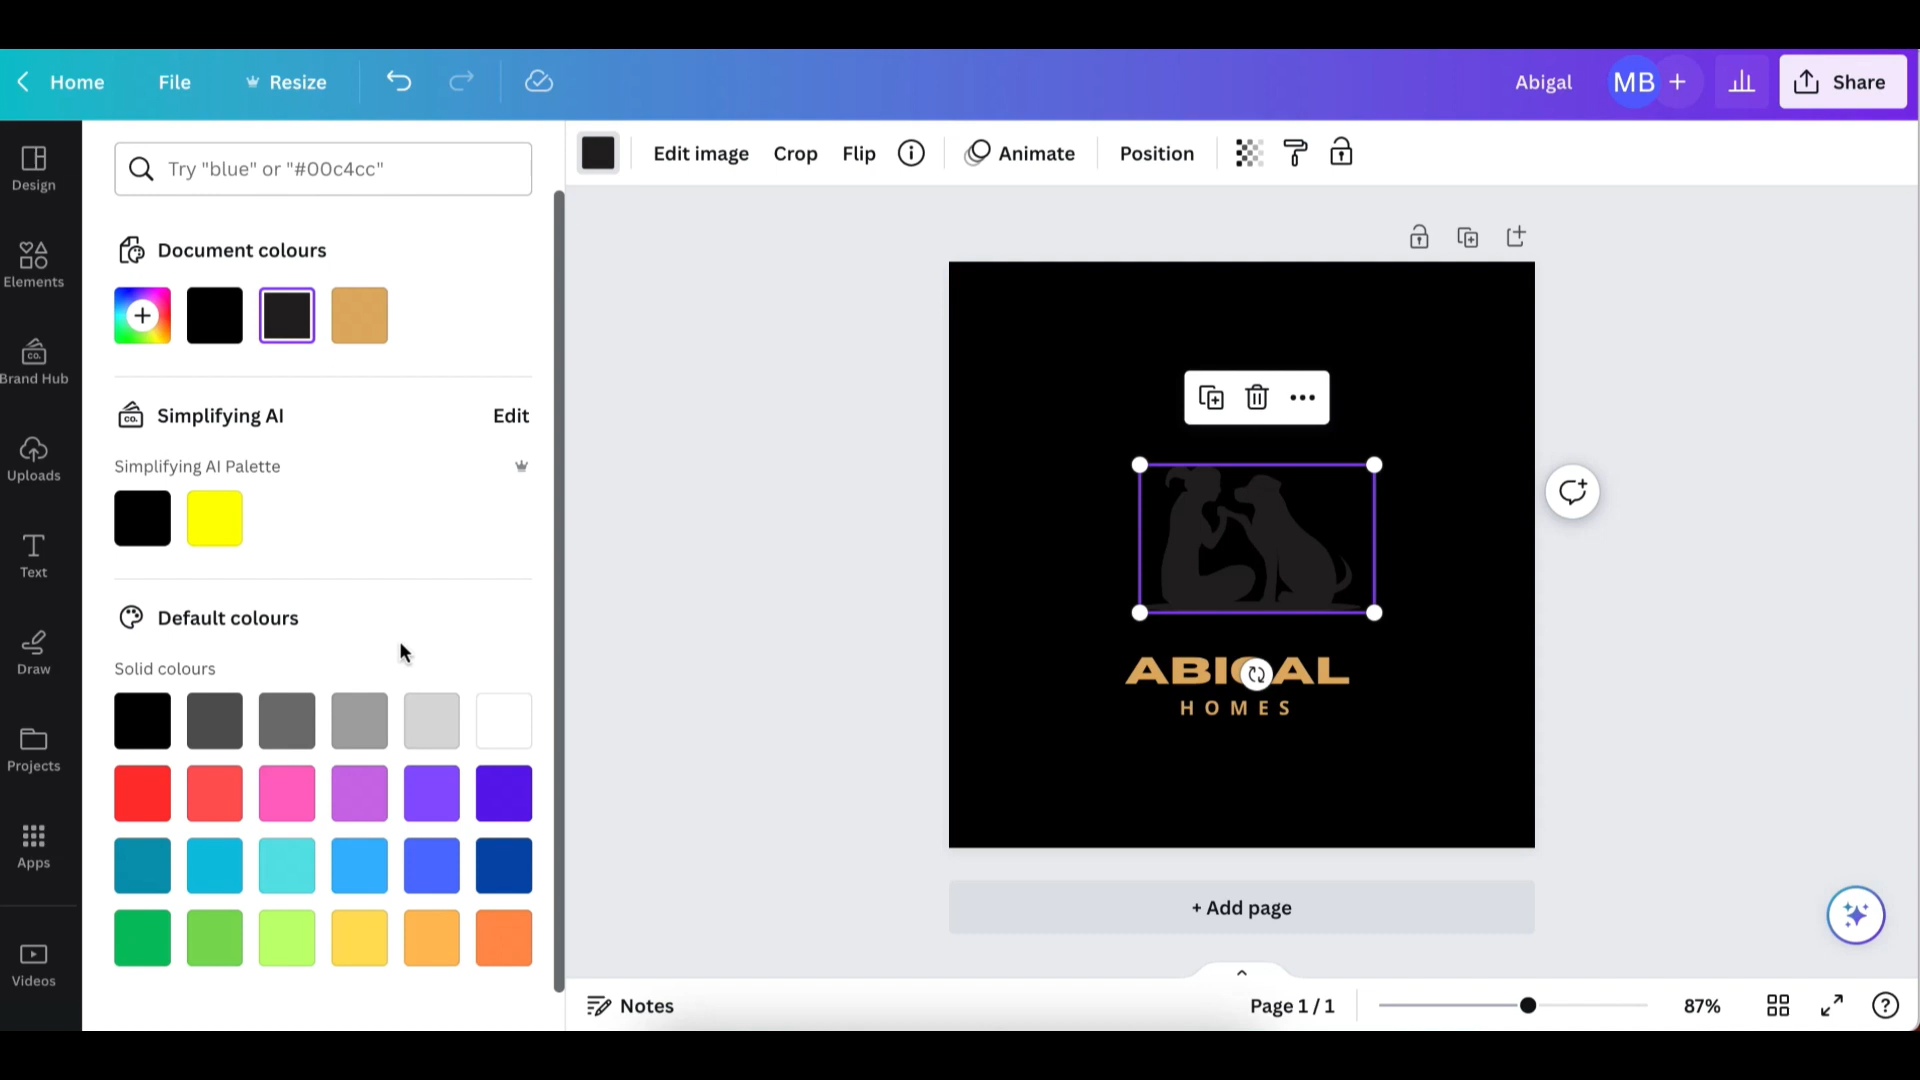 Home File Resize Abigal MB Share
Try "blue" or "#00c4cc"
Edit image Crop Flip Animate Position
Design
Elements
Brand Hub
Uploads
Text
Draw
Projects
Apps
Videos
Document colours
CO.
Simplifying AI Edit
Simplifying AI Palette
Default colours
Solid colours
HOMES
+ Add page
Notes Page 1 / 1 87%